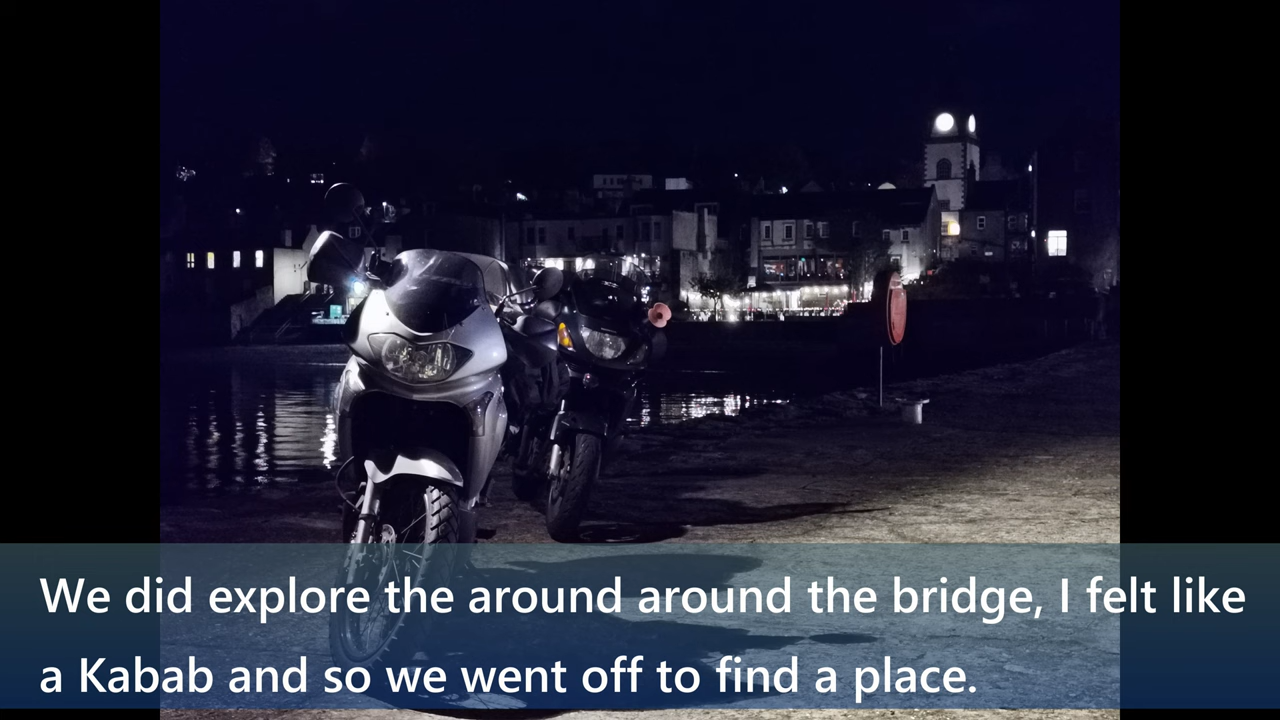 We did explore the around around the bridge, I felt like
a Kabab and so we went off to find a place.